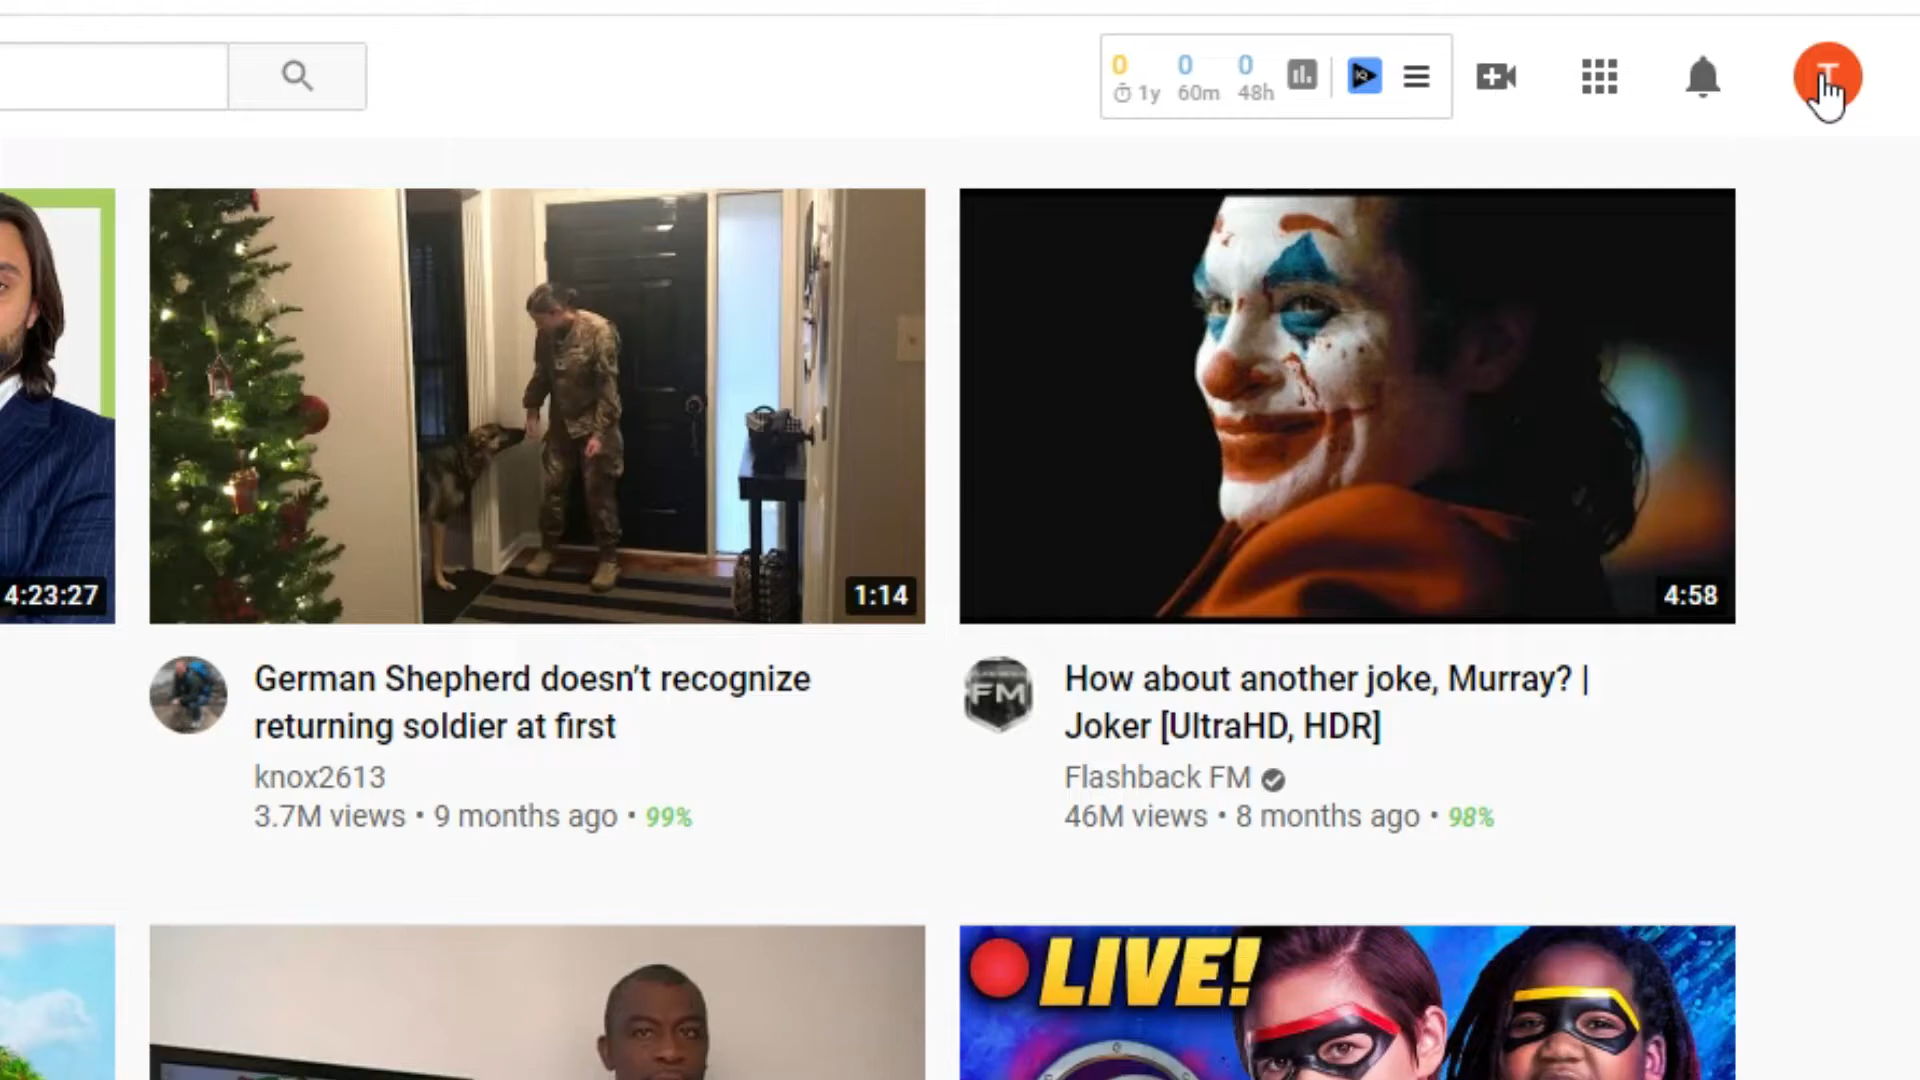 0 0 0
1y 60m 48h
IQ
T
4:23:27
1:14
4:58
German Shepherd doesn’t recognize
returning soldier at first
knox2613
3.7M views • 9 months ago • 99%
FM
How about another joke, Murray? |
Joker [UltraHD, HDR]
Flashback FM
46M views • 8 months ago • 98%
LIVE!